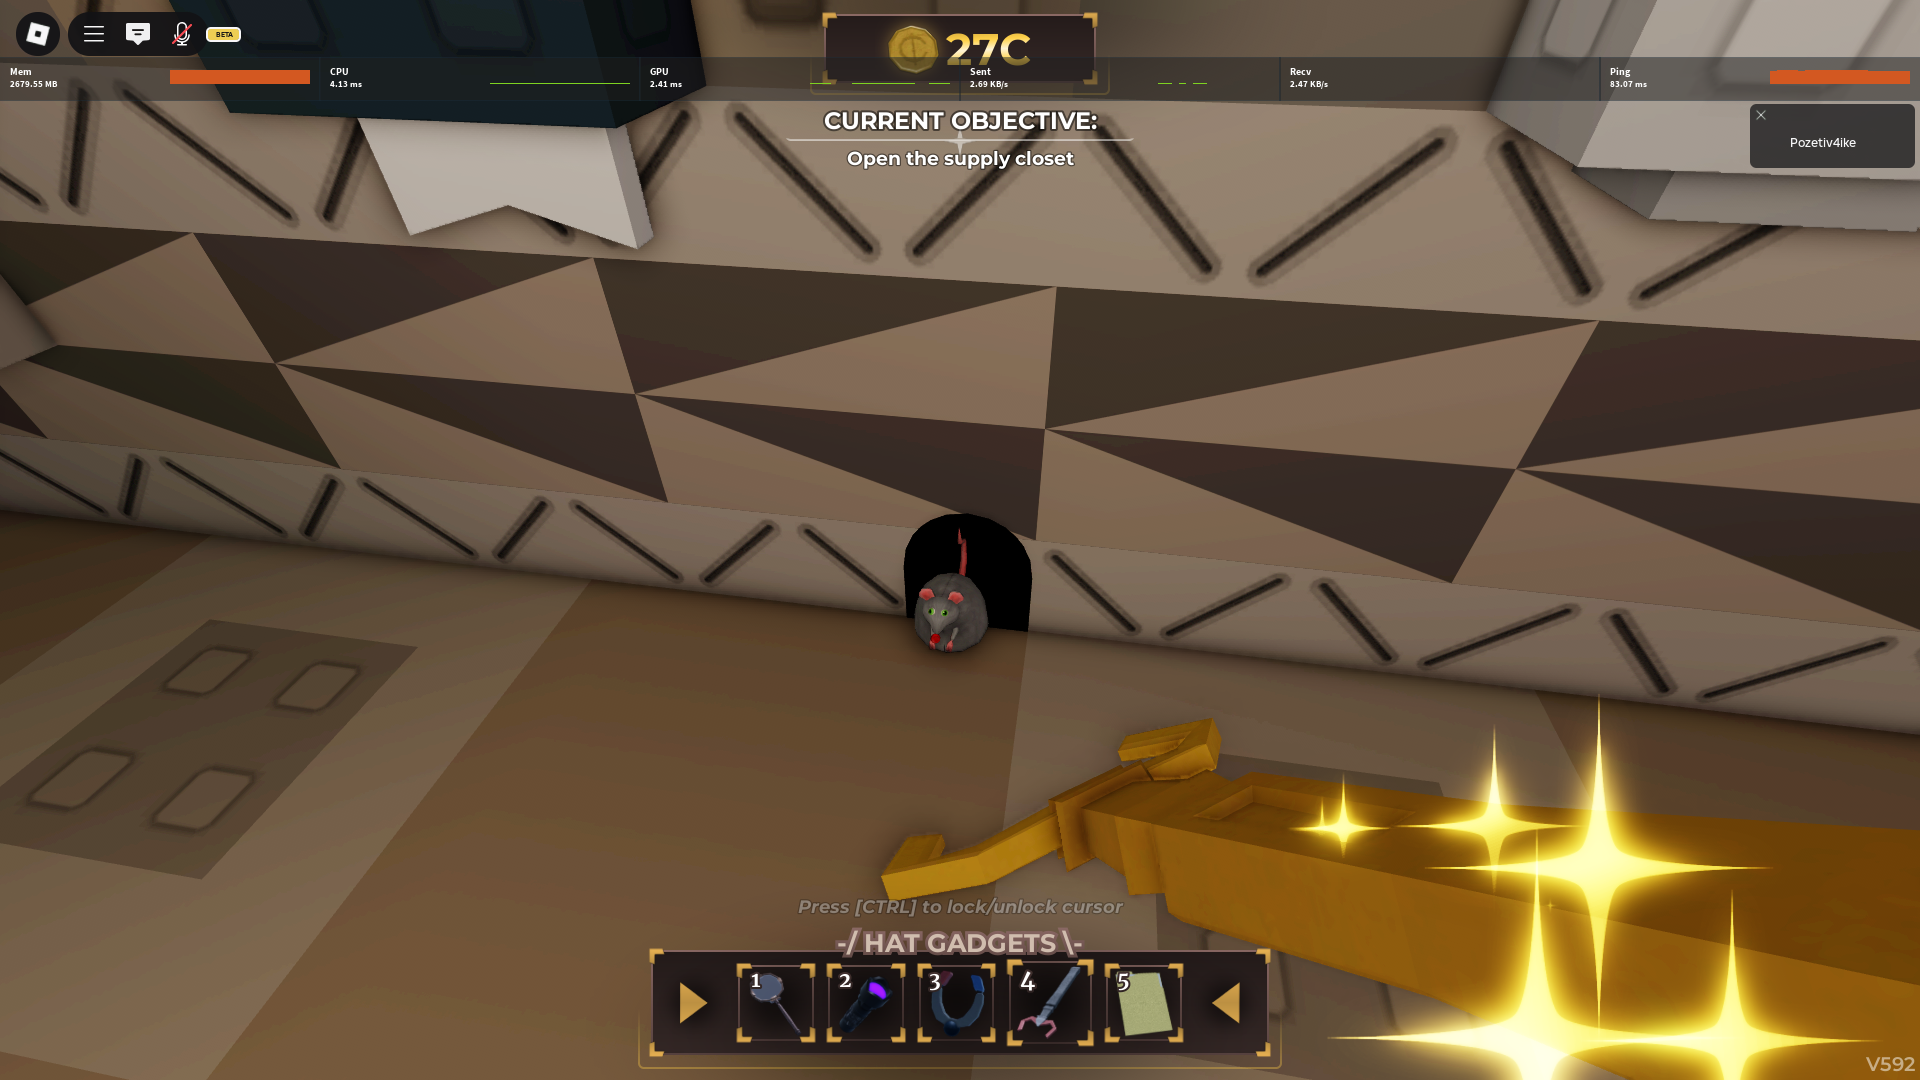 BETA
27C
Mem
2679.55 MB
CPU
4.13 ms
GPU
2.41 ms
Sent
2.69 KB/s
Recv
2.47 KB/s
Ping
83.07 ms
CURRENT OBJECTIVE:
Open the supply closet
Pozetiv4ike
Press [CTRL] to lock/unlock cursor
-/ HAT GADGETS \-
1
2
3
4
5
V592